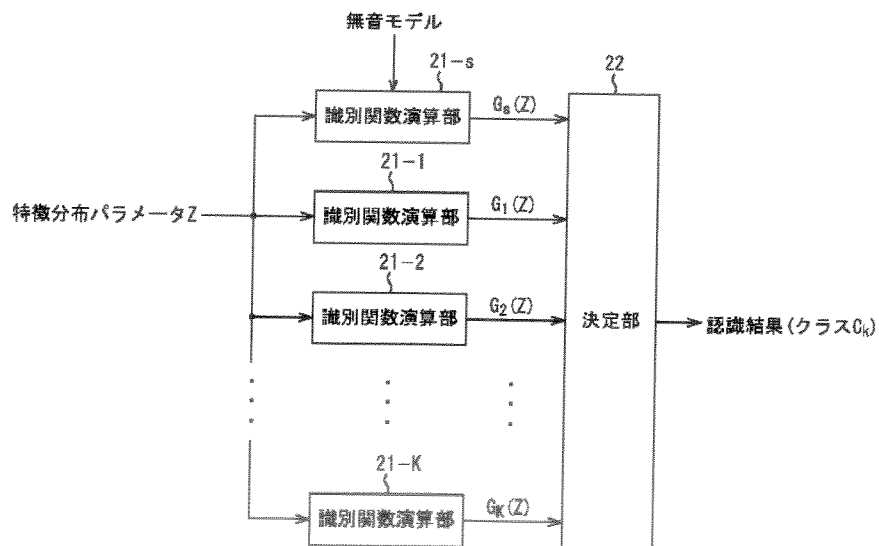 無音モデル
21-s
22
識別関数演算部
Gs(Z)
21-1
特徴分布パラメータZ
識別関数演算部
G1(Z)
21-2
識別関数演算部
G2(Z)
決定部
認識結果(クラスCk)
21-K
識別関数演算部
GK(Z)